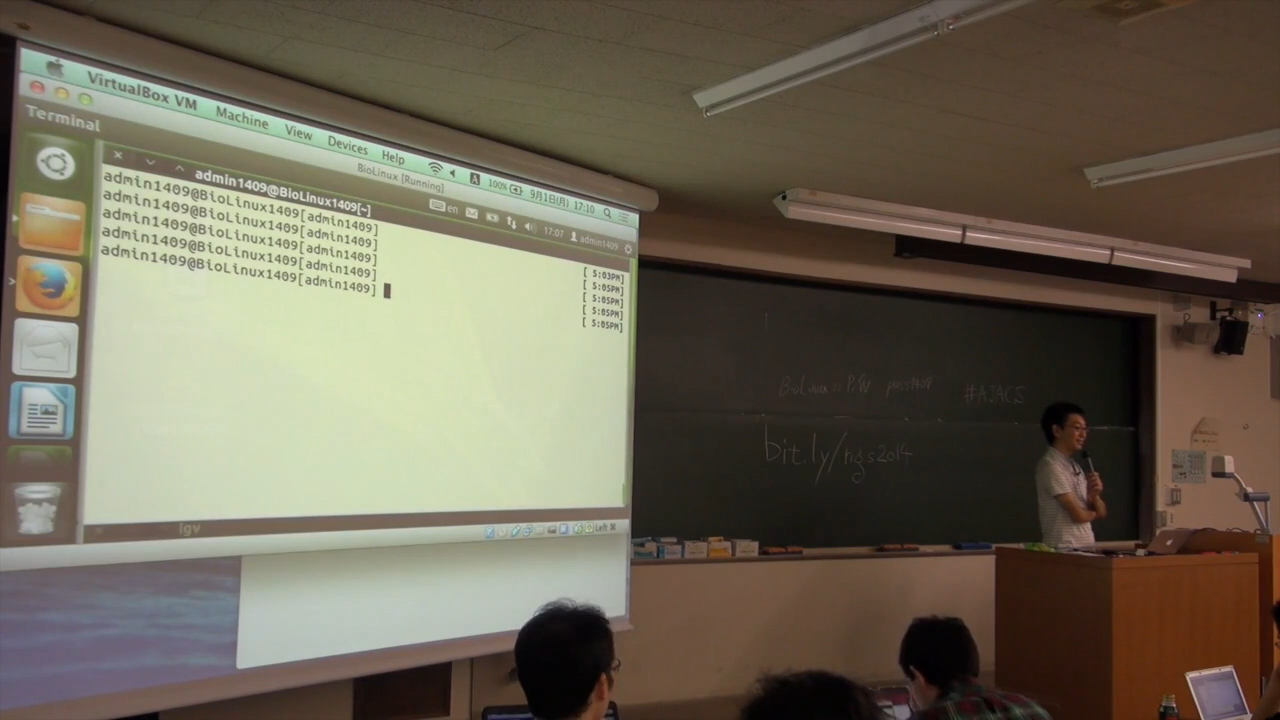 VirtualBox VM Machine View Devices Help 100% 9月1日(月) 17:10
BioLinux [Running]
Terminal
en 17:07 admin1409
admin1409@BioLinux1409[~]
admin1409@BioLinux1409[admin1409] [ 5:03PM]
admin1409@BioLinux1409[admin1409] [ 5:05PM]
admin1409@BioLinux1409[admin1409] [ 5:05PM]
admin1409@BioLinux1409[admin1409] [ 5:05PM]
admin1409@BioLinux1409[admin1409] [ 5:05PM]
igv
Left ⌘
BioLinux #AJACS
bit.ly/ngs2014